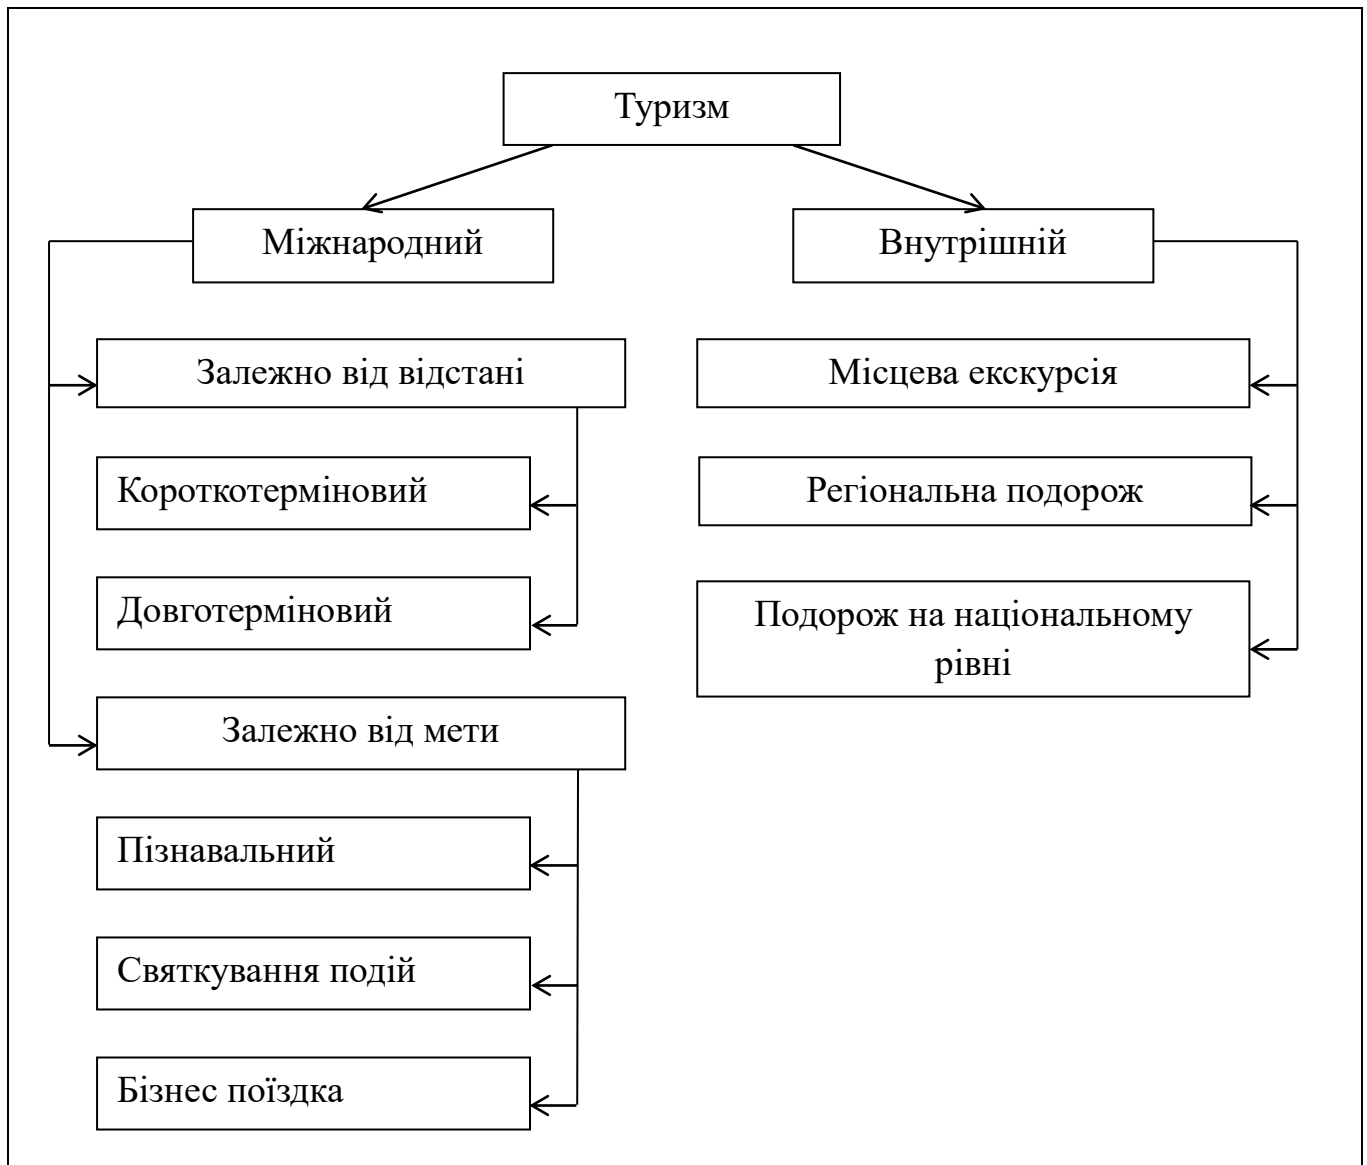 Туризм
Міжнародний
Внутрішній
Залежно від відстані
Короткотерміновий
Довготерміновий
Залежно від мети
Пізнавальний
Святкування подій
Бізнес поїздка
Місцева екскурсія
Регіональна подорож
Подорож на національному
рівні